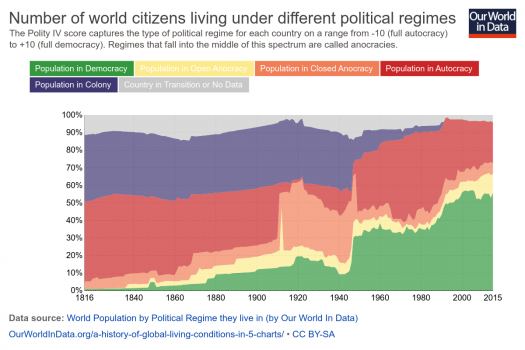 Number of world citizens living under different political regimes
Our World
in Data
The Polity IV score captures the type of political regime for each country on a range from -10 (full autocracy)
to +10 (full democracy). Regimes that fall into the middle of this spectrum are called anocracies.
Population in Democracy
Population in Open Anocracy
Population in Closed Anocracy
Population in Autocracy
Population in Colony
Country in Transition or No Data
100%
90%
80%
70%
60%
50%
40%
30%
20%
10%
0%
1816 1840 1860 1880 1900 1920 1940 1960 1980 2000 2015
Data source: World Population by Political Regime they live in (by Our World In Data)
OurWorldInData.org/a-history-of-global-living-conditions-in-5-charts/ • CC BY-SA